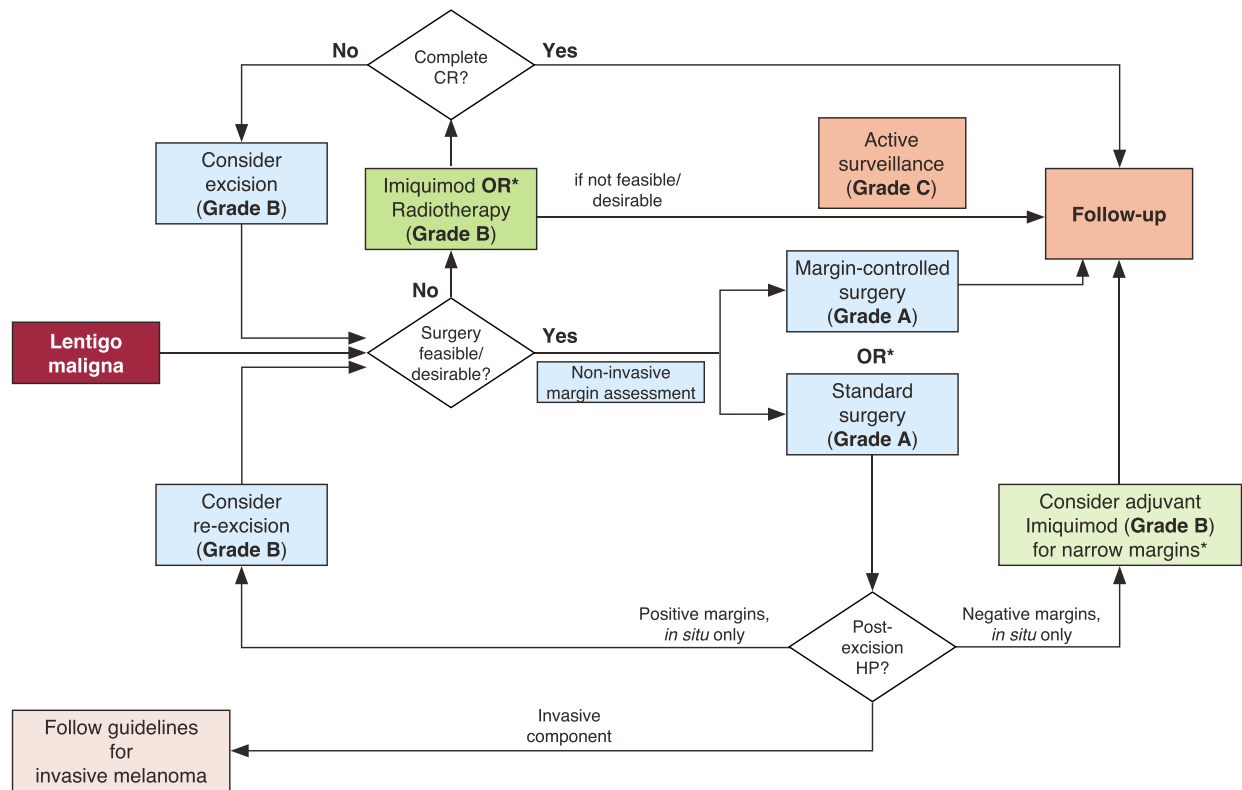 No
Complete
CR?
Yes
Consider
excision
(Grade B)
Imiquimod OR*
Radiotherapy
(Grade B)
if not feasible/
desirable
Active
surveillance
(Grade C)
Follow-up
No
Lentigo
maligna
Surgery
feasible/
desirable?
Yes
Non-invasive
margin assessment
Margin-controlled
surgery
(Grade A)
OR*
Standard
surgery
(Grade A)
Consider
re-excision
(Grade B)
Consider adjuvant
Imiquimod (Grade B)
for narrow margins*
Positive margins,
in situ only
Post-
excision
HP?
Negative margins,
in situ only
Follow guidelines
for
invasive melanoma
Invasive
component